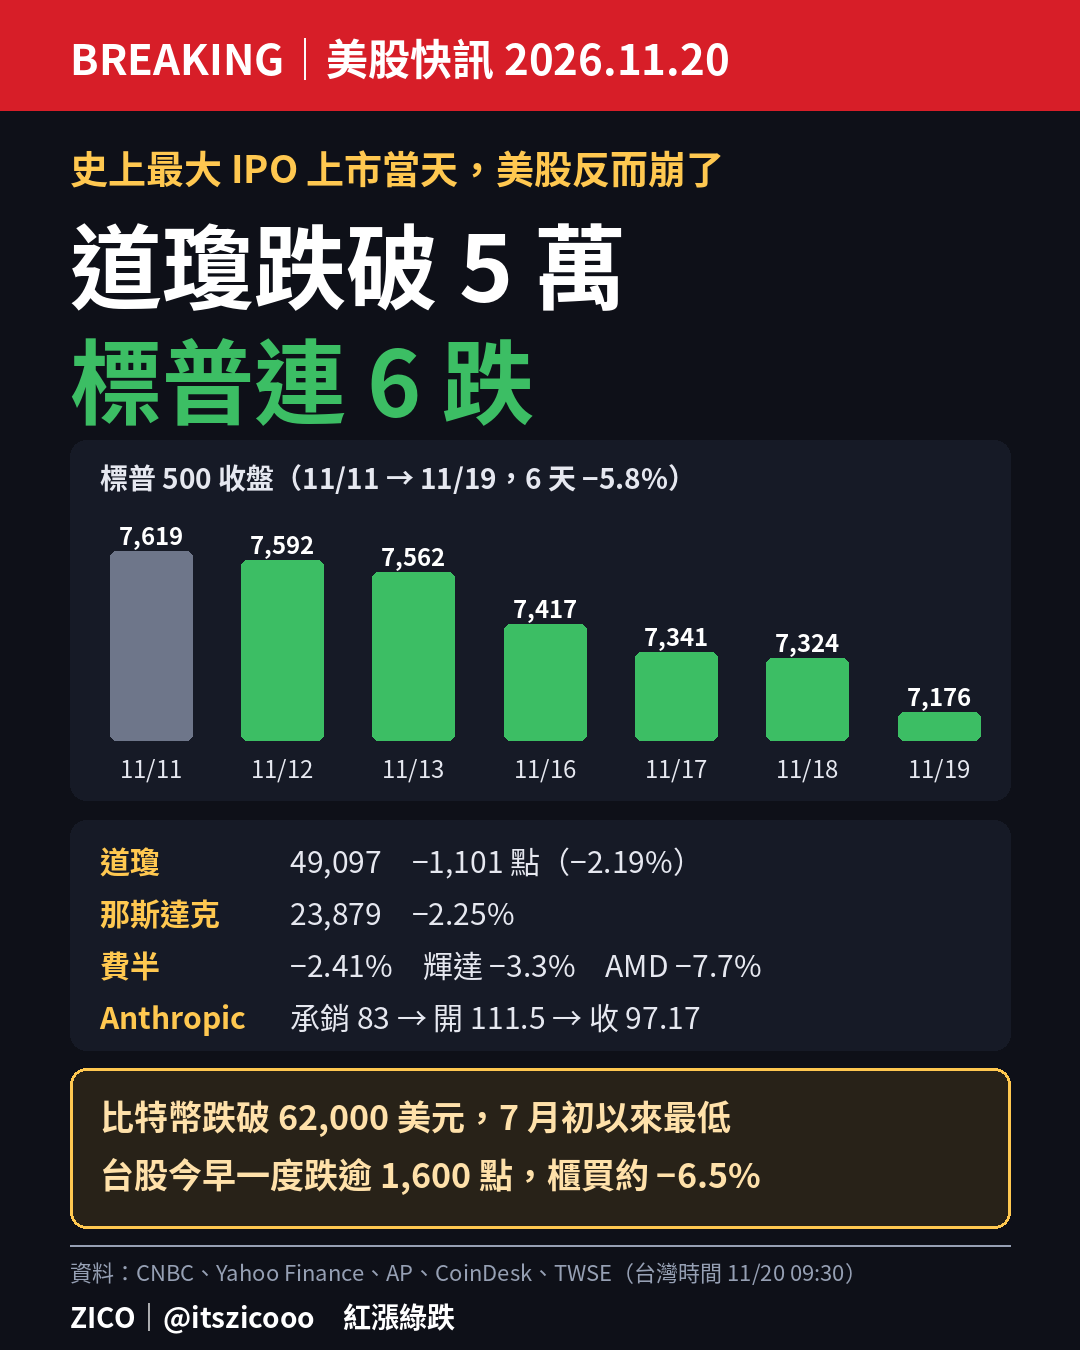 BREAKING｜美股快訊 2026.11.20
史上最大 IPO 上市當天，美股反而崩了
道瓊跌破 5 萬
標普連 6 跌
標普 500 收盤（11/11 → 11/19，6 天 −5.8%）
7,619 7,592 7,562 7,417 7,341 7,324 7,176
11/11 11/12 11/13 11/16 11/17 11/18 11/19
道瓊 49,097 −1,101 點（−2.19%）
那斯達克 23,879 −2.25%
費半 −2.41% 輝達 −3.3% AMD −7.7%
Anthropic 承銷 83 → 開 111.5 → 收 97.17
比特幣跌破 62,000 美元，7 月初以來最低
台股今早一度跌逾 1,600 點，櫃買約 −6.5%
資料：CNBC、Yahoo Finance、AP、CoinDesk、TWSE（台灣時間 11/20 09:30）
ZICO｜@itszicooo 紅漲綠跌